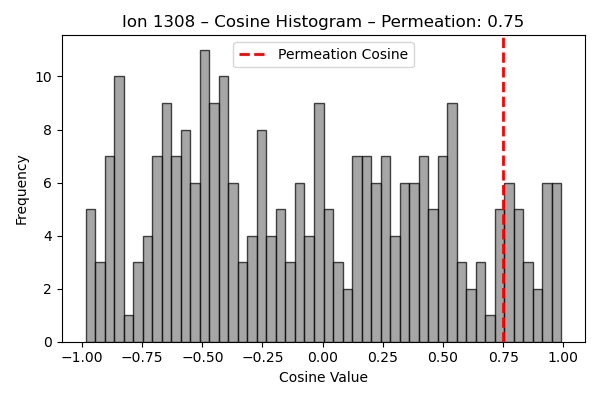 Ion 1308 – Cosine Histogram – Permeation: 0.75
Permeation Cosine
Frequency
10
8
6
4
2
0
−1.00 −0.75 −0.50 −0.25 0.00 0.25 0.50 0.75 1.00
Cosine Value